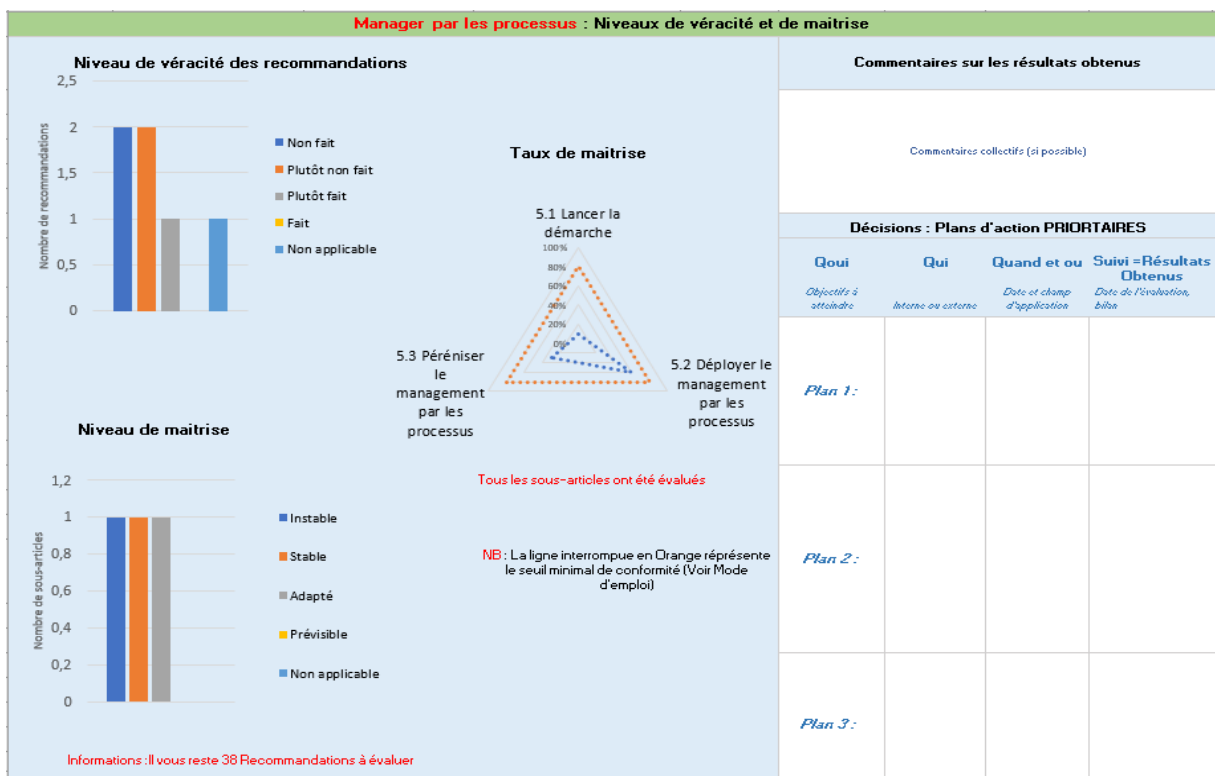 Manager par les processus : Niveaux de véracité et de maitrise
Niveau de véracité des recommandations
2,5
2
1,5
1
0,5
0
Nombre de recommandations
Non fait
Plutôt non fait
Plutôt fait
Fait
Non applicable
Taux de maitrise
5.1 Lancer la
démarche
100%
80%
60%
40%
20%
0%
5.3 Péréniser
le
management
par les
processus
5.2 Déployer le
management
par les
processus
Niveau de maitrise
1,2
1
0,8
0,6
0,4
0,2
0
Nombre de sous-articles
Instable
Stable
Adapté
Prévisible
Non applicable
Tous les sous-articles ont été évalués
NB : La ligne interrompue en Orange réprésente
le seuil minimal de conformité (Voir Mode
d'emploi)
Informations :Il vous reste 38 Recommandations à évaluer
Commentaires sur les résultats obtenus
Commentaires collectifs (si possible)
Décisions : Plans d'action PRIORTAIRES
Qoui
Objectifs à
atteindre
Qui
Interne ou externe
Quand et ou
Date et champ
d'application
Suivi =Résultats
Obtenus
Date de l'évaluation,
bilan
Plan 1 :
Plan 2 :
Plan 3 :